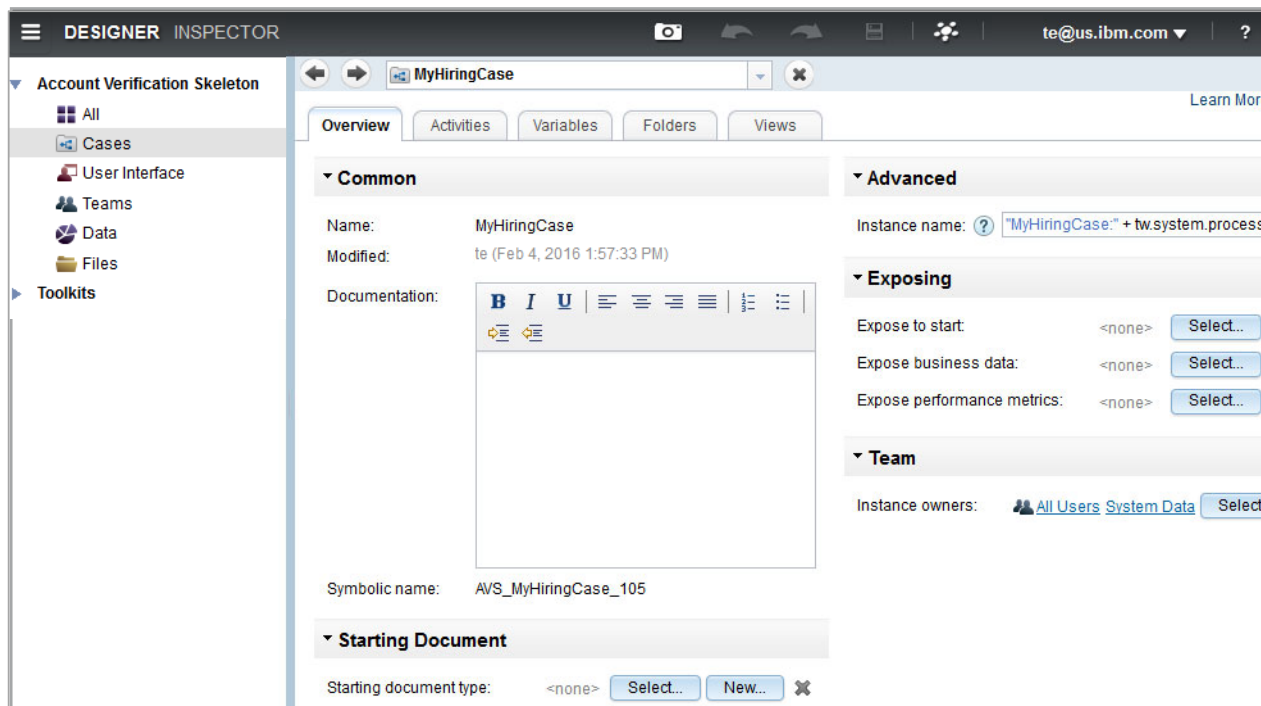 DESIGNER INSPECTOR
te@us.ibm.com ?
Account Verification Skeleton
All
Cases
User Interface
Teams
Data
Files
Toolkits
MyHiringCase
Learn Mor
Overview Activities Variables Folders Views
Common
Name: MyHiringCase
Modified: te (Feb 4, 2016 1:57:33 PM)
Documentation:
B I U
Symbolic name: AVS_MyHiringCase_105
Starting Document
Starting document type: <none> Select... New...
Advanced
Instance name: ? "MyHiringCase:" + tw.system.process
Exposing
Expose to start: <none> Select...
Expose business data: <none> Select...
Expose performance metrics: <none> Select...
Team
Instance owners: All Users System Data Select